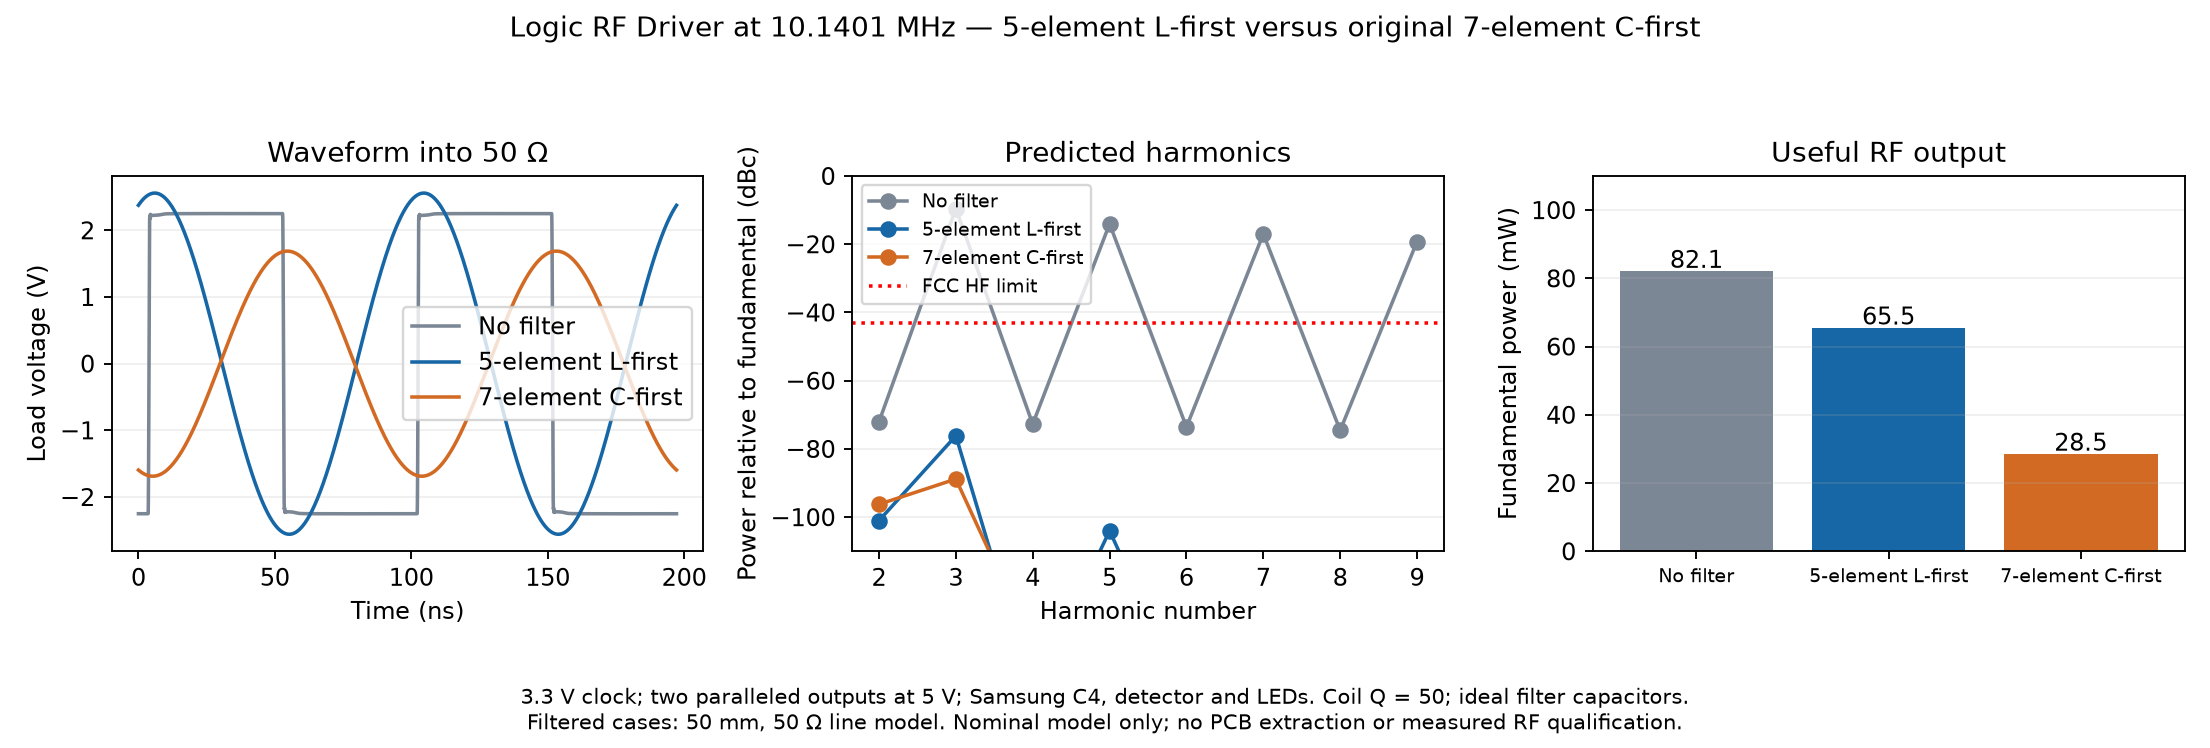 Logic RF Driver at 10.1401 MHz — 5-element L-first versus original 7-element C-first
Waveform into 50 Ω
Load voltage (V)
2
1
0
−1
−2
No filter
5-element L-first
7-element C-first
0 50 100 150 200
Time (ns)
Predicted harmonics
Power relative to fundamental (dBc)
0
−20
−40
−60
−80
−100
No filter
5-element L-first
7-element C-first
FCC HF limit
2 3 4 5 6 7 8 9
Harmonic number
Useful RF output
Fundamental power (mW)
100
80
60
40
20
0
82.1
65.5
28.5
No filter 5-element L-first 7-element C-first
3.3 V clock; two paralleled outputs at 5 V; Samsung C4, detector and LEDs. Coil Q = 50; ideal filter capacitors.
Filtered cases: 50 mm, 50 Ω line model. Nominal model only; no PCB extraction or measured RF qualification.